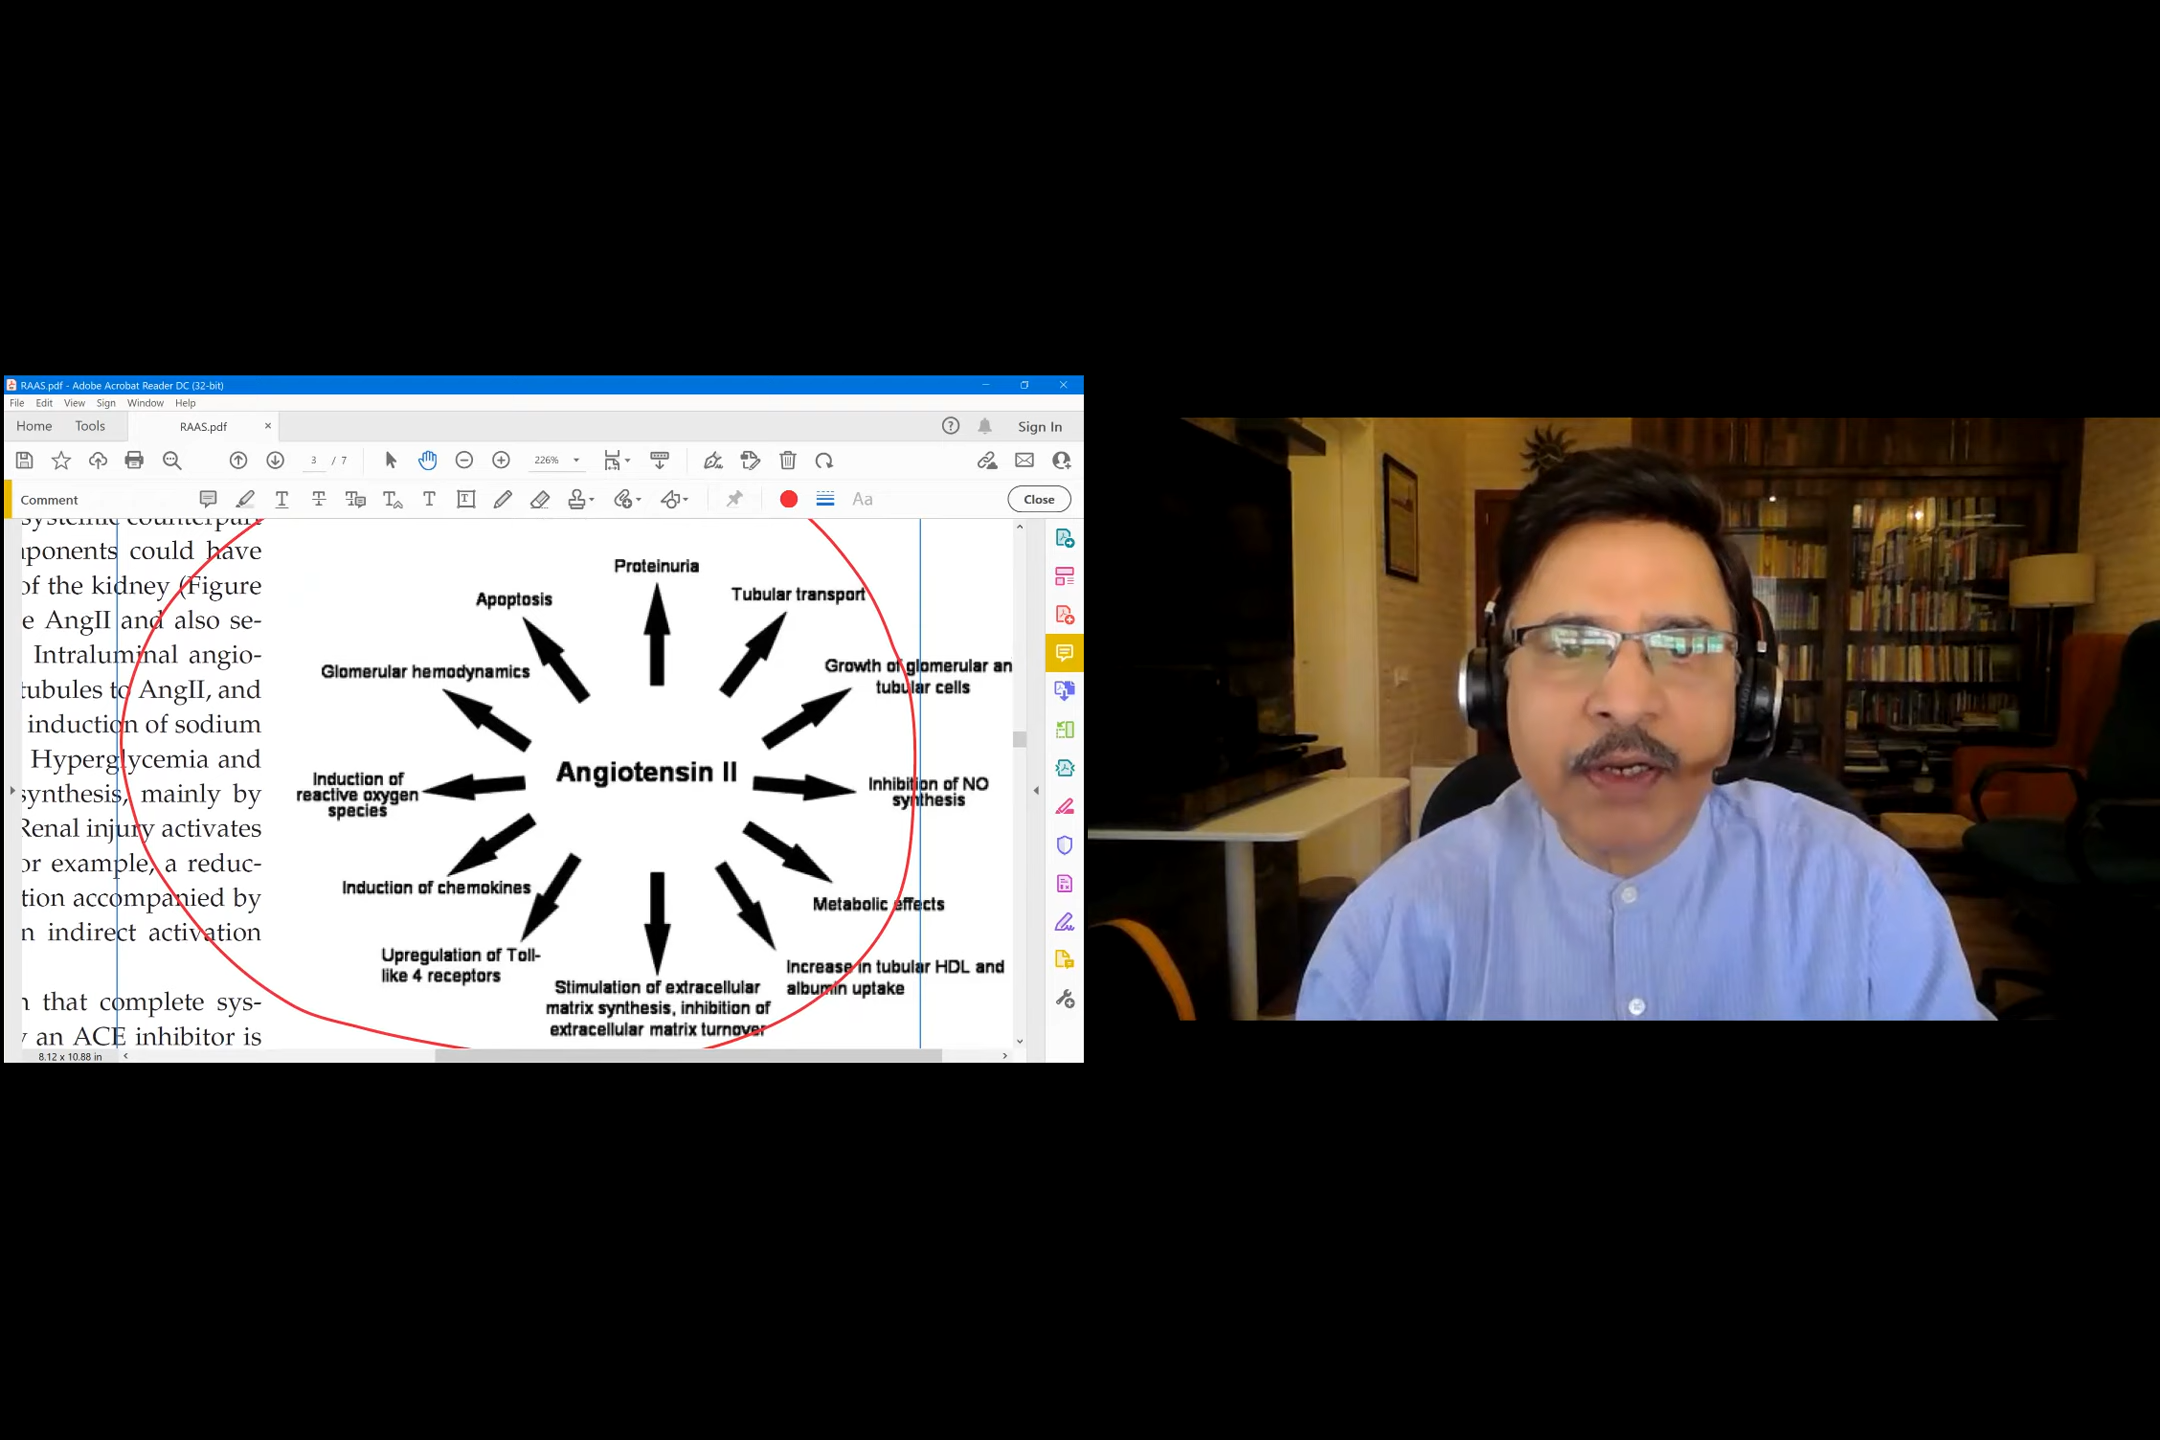 RAAS.pdf - Adobe Acrobat Reader DC (32-bit)
File Edit View Sign Window Help
Home Tools RAAS.pdf × Sign In
3 / 7 226%
Comment Aa Close
systemic counterpart
ponents could have
of the kidney (Figure
e AngII and also se-
Intraluminal angio-
tubules to AngII, and
induction of sodium
Hyperglycemia and
synthesis, mainly by
Renal injury activates
or example, a reduc-
tion accompanied by
n indirect activation
n that complete sys-
y an ACE inhibitor is
Proteinuria
Apoptosis
Tubular transport
Glomerular hemodynamics
Growth of glomerular an
tubular cells
Angiotensin II
Induction of
reactive oxygen
species
Inhibition of NO
synthesis
Induction of chemokines
Metabolic effects
Upregulation of Toll-
like 4 receptors
Increase in tubular HDL and
albumin uptake
Stimulation of extracellular
matrix synthesis, inhibition of
extracellular matrix turnover
8.12 x 10.88 in